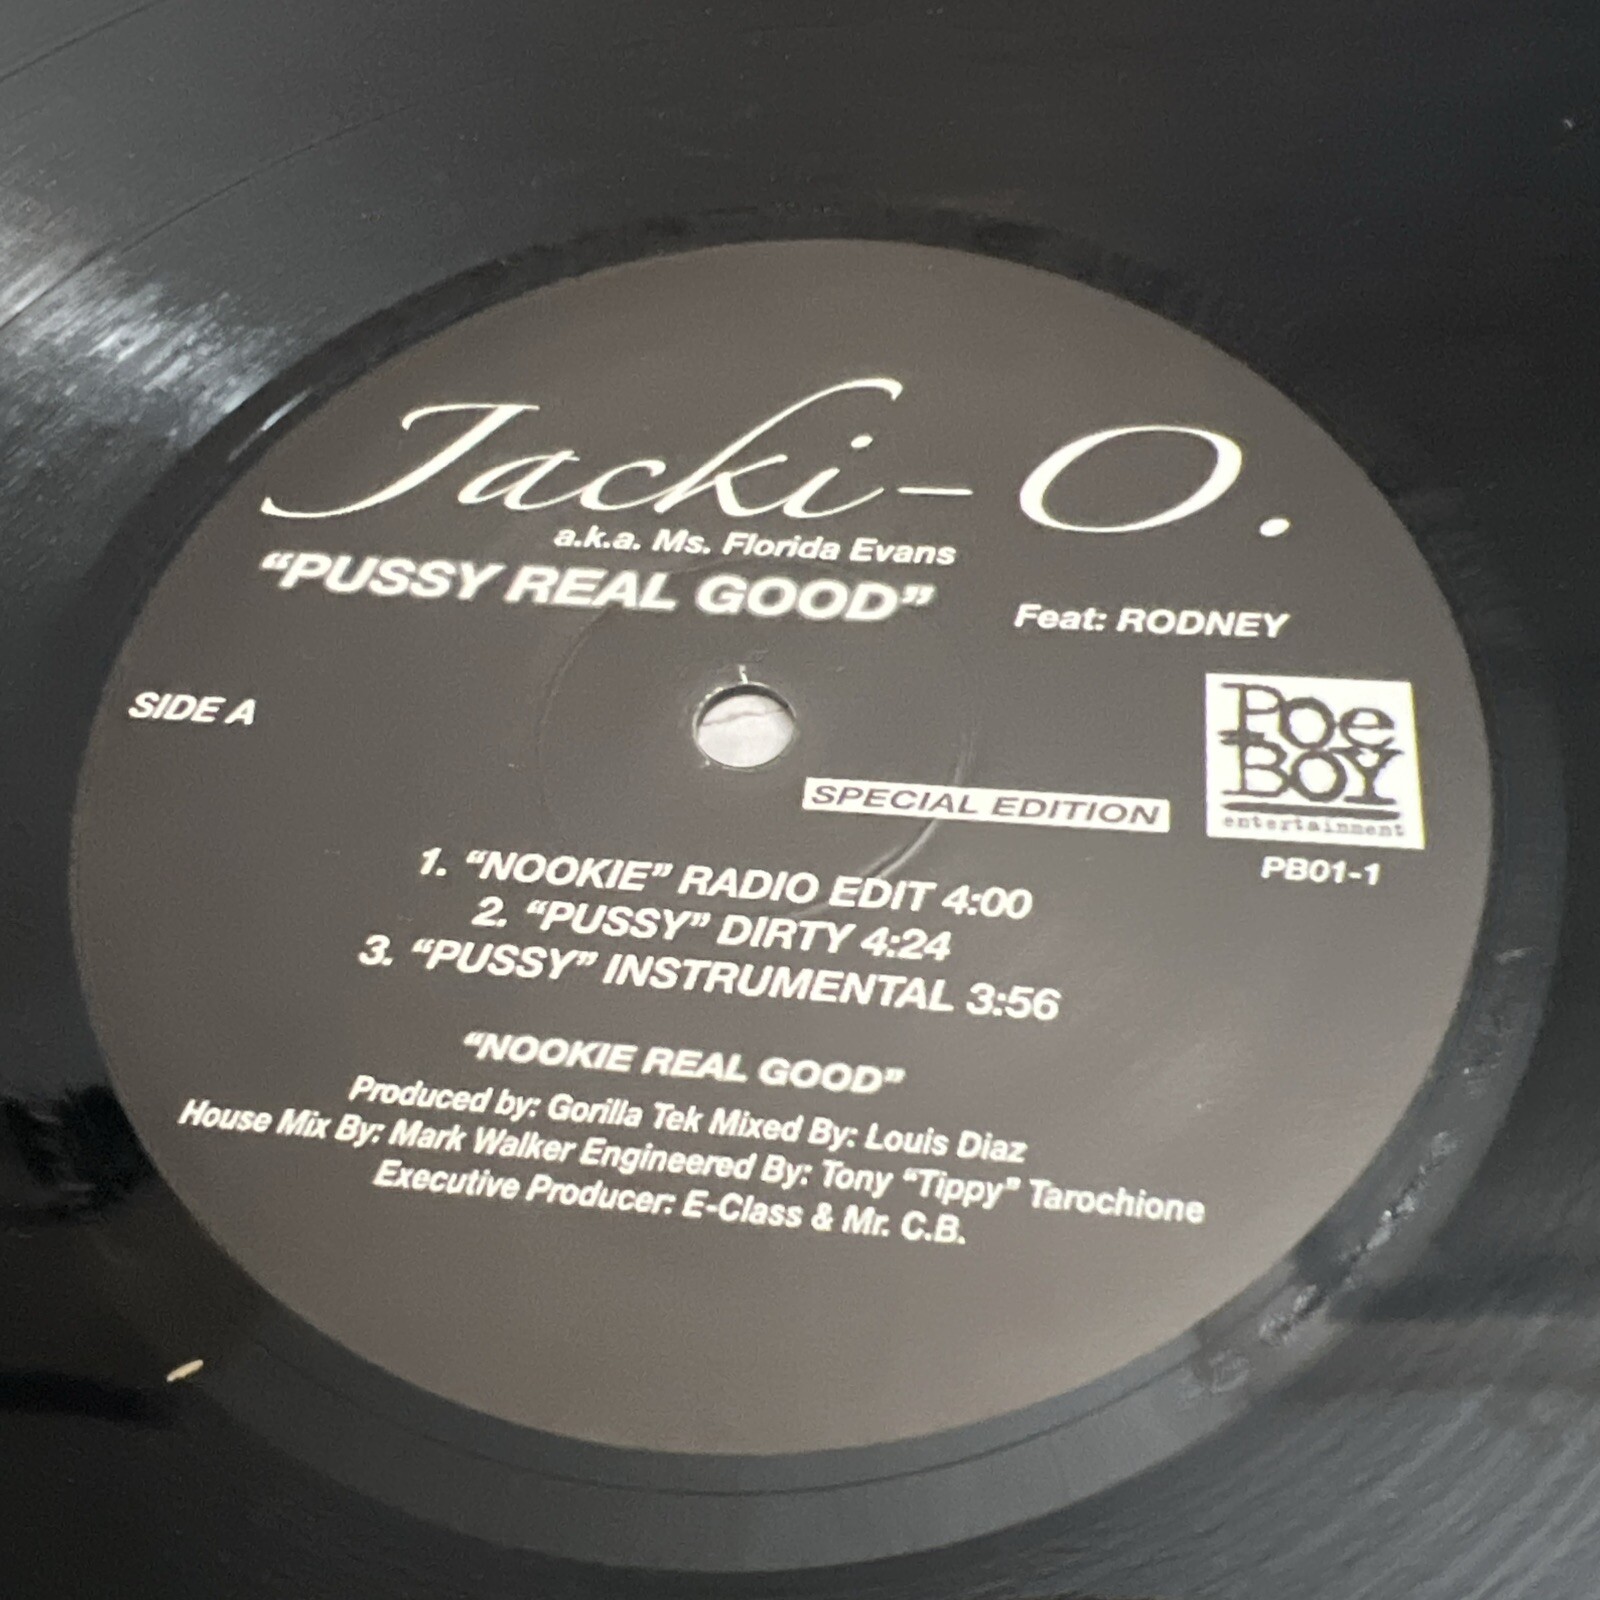 Jacki-O.
a.k.a. Ms. Florida Evans
“PUSSY REAL GOOD”
Feat: RODNEY
SIDE A
Poe
BOY
entertainment
SPECIAL EDITION
PB01-1
1. “NOOKIE” RADIO EDIT 4:00
2. “PUSSY” DIRTY 4:24
3. “PUSSY” INSTRUMENTAL 3:56
“NOOKIE REAL GOOD”
Produced by: Gorilla Tek Mixed By: Louis Diaz
House Mix By: Mark Walker Engineered By: Tony “Tippy” Tarochione
Executive Producer: E-Class & Mr. C.B.